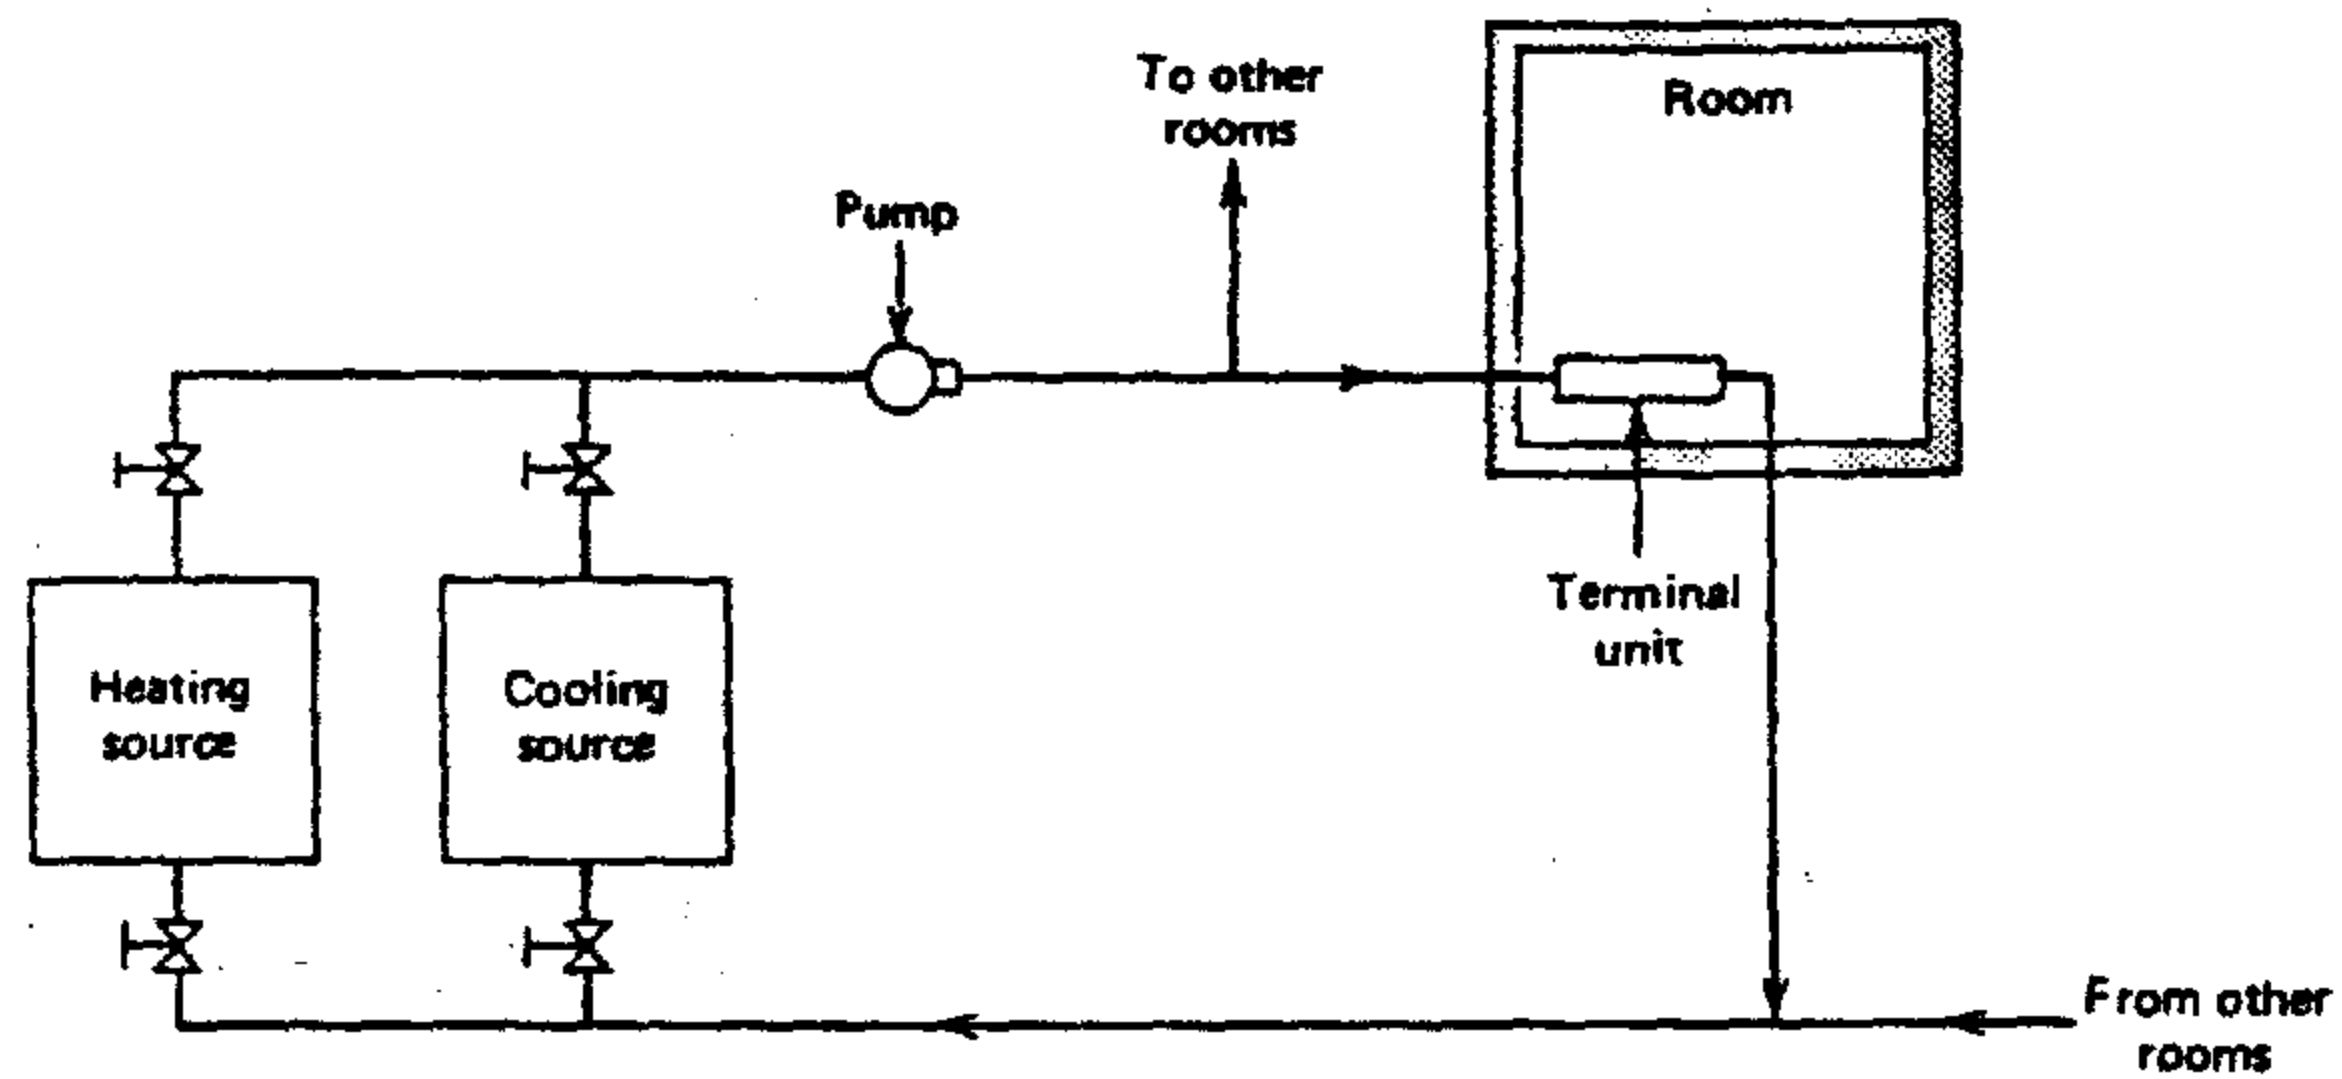 To other
rooms
Room
Pump
Terminal
unit
Heating
source
Cooling
source
From other
rooms